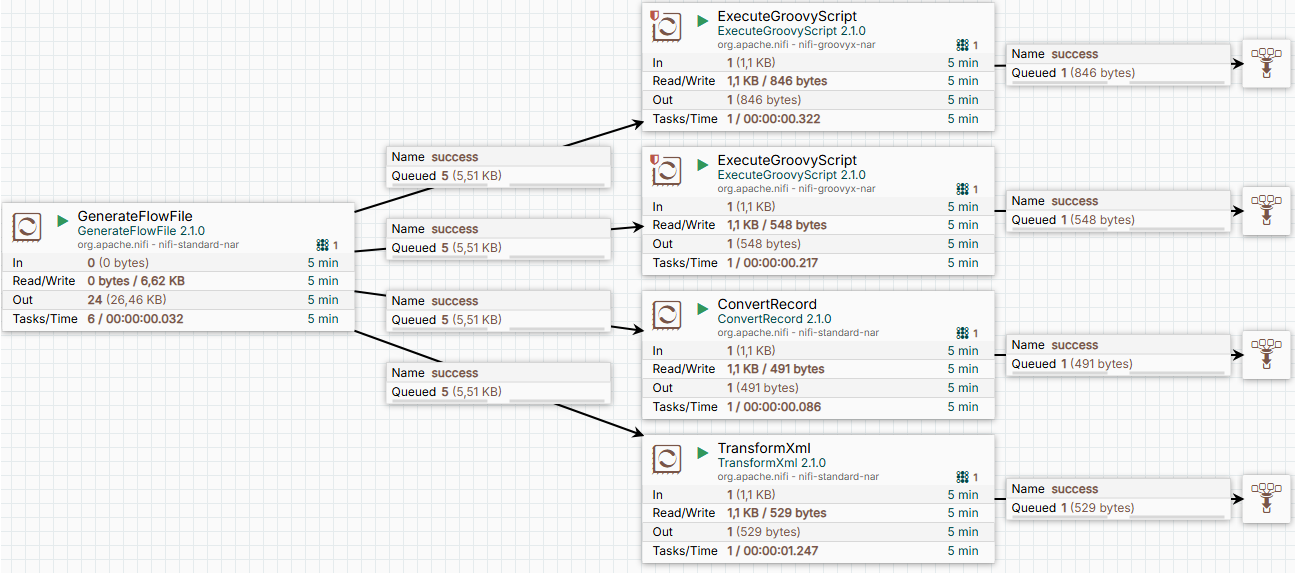 ExecuteGroovyScript
ExecuteGroovyScript 2.1.0
org.apache.nifi - nifi-groovyx-nar
1
In 1 (1,1 KB) 5 min
Read/Write 1,1 KB / 846 bytes 5 min
Out 1 (846 bytes) 5 min
Tasks/Time 1 / 00:00:00.322 5 min
Name success
Queued 1 (846 bytes)
Name success
Queued 5 (5,51 KB)
ExecuteGroovyScript
ExecuteGroovyScript 2.1.0
org.apache.nifi - nifi-groovyx-nar
1
In 1 (1,1 KB) 5 min
Read/Write 1,1 KB / 548 bytes 5 min
Out 1 (548 bytes) 5 min
Tasks/Time 1 / 00:00:00.217 5 min
Name success
Queued 1 (548 bytes)
GenerateFlowFile
GenerateFlowFile 2.1.0
org.apache.nifi - nifi-standard-nar
1
In 0 (0 bytes) 5 min
Read/Write 0 bytes / 6,62 KB 5 min
Out 24 (26,46 KB) 5 min
Tasks/Time 6 / 00:00:00.032 5 min
Name success
Queued 5 (5,51 KB)
Name success
Queued 5 (5,51 KB)
ConvertRecord
ConvertRecord 2.1.0
org.apache.nifi - nifi-standard-nar
1
In 1 (1,1 KB) 5 min
Read/Write 1,1 KB / 491 bytes 5 min
Out 1 (491 bytes) 5 min
Tasks/Time 1 / 00:00:00.086 5 min
Name success
Queued 1 (491 bytes)
Name success
Queued 5 (5,51 KB)
TransformXml
TransformXml 2.1.0
org.apache.nifi - nifi-standard-nar
1
In 1 (1,1 KB) 5 min
Read/Write 1,1 KB / 529 bytes 5 min
Out 1 (529 bytes) 5 min
Tasks/Time 1 / 00:00:01.247 5 min
Name success
Queued 1 (529 bytes)